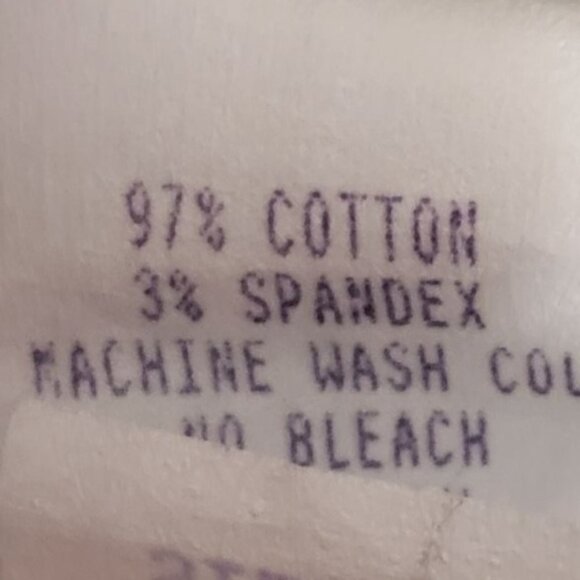 97% COTTON
3% SPANDEX
MACHINE WASH COL
NO BLEACH